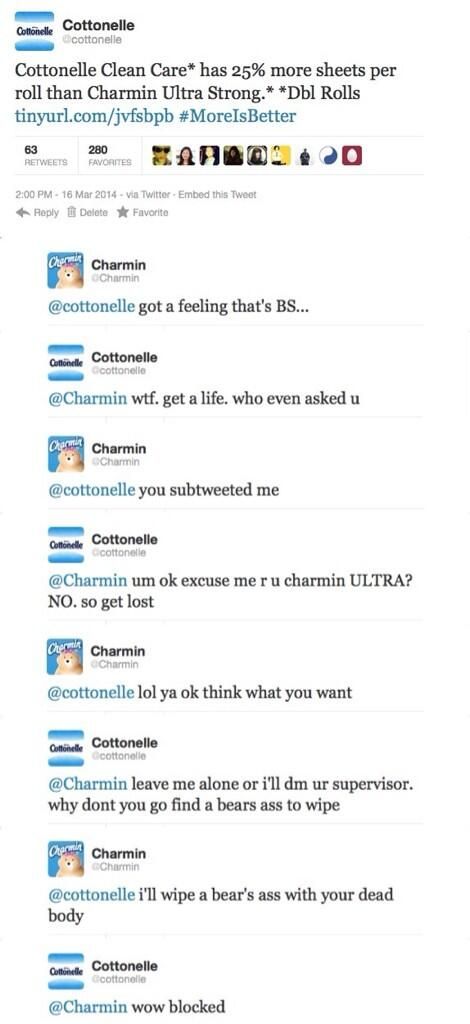 Cottonelle
Cottonelle
@cottonelle
Cottonelle Clean Care* has 25% more sheets per
roll than Charmin Ultra Strong.* *Dbl Rolls
tinyurl.com/jvfsbpb #MoreIsBetter
63
RETWEETS
280
FAVORITES
2:00 PM - 16 Mar 2014 - via Twitter · Embed this Tweet
Reply Delete Favorite
Charmin
Charmin
@Charmin
@cottonelle got a feeling that's BS...
Cottonelle
Cottonelle
@cottonelle
@Charmin wtf. get a life. who even asked u
Charmin
Charmin
@Charmin
@cottonelle you subtweeted me
Cottonelle
Cottonelle
@cottonelle
@Charmin um ok excuse me r u charmin ULTRA?
NO. so get lost
Charmin
Charmin
@Charmin
@cottonelle lol ya ok think what you want
Cottonelle
Cottonelle
@cottonelle
@Charmin leave me alone or i'll dm ur supervisor.
why dont you go find a bears ass to wipe
Charmin
Charmin
@Charmin
@cottonelle i'll wipe a bear's ass with your dead
body
Cottonelle
Cottonelle
@cottonelle
@Charmin wow blocked